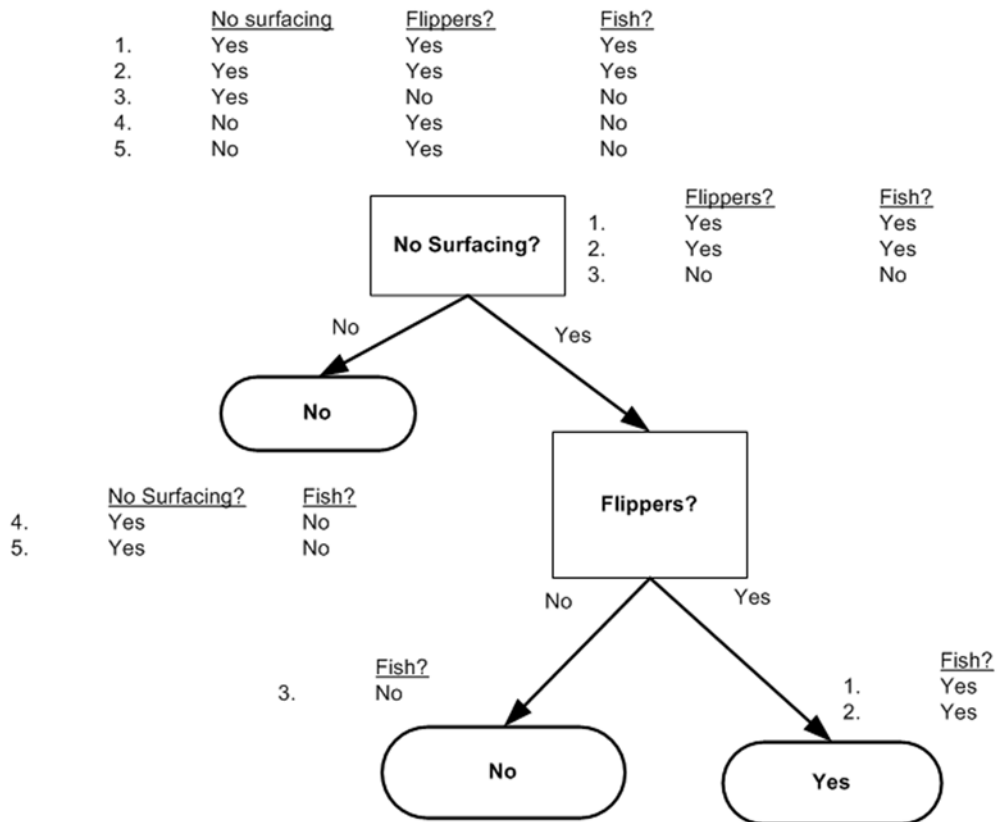 No surfacing Flippers? Fish?
1. Yes Yes Yes
2. Yes Yes Yes
3. Yes No No
4. No Yes No
5. No Yes No
Flippers? Fish?
1. Yes Yes
2. Yes Yes
3. No No
No Surfacing?
No Yes
No
No Surfacing? Fish?
4. Yes No
5. Yes No
Flippers?
No Yes
Fish?
3. No
Fish?
1. Yes
2. Yes
No
Yes